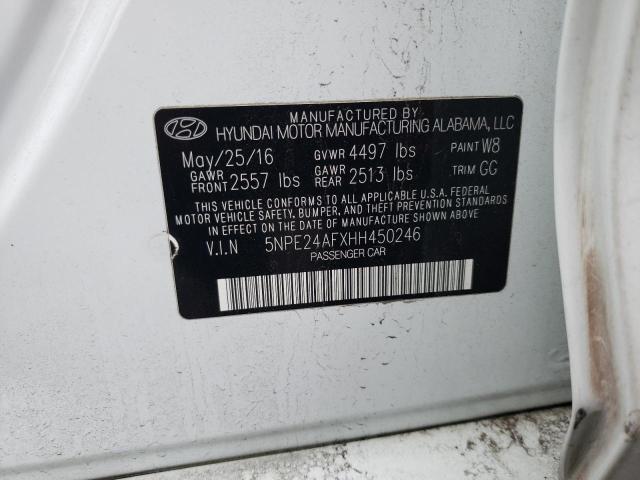 MANUFACTURED BY
HYUNDAI MOTOR MANUFACTURING ALABAMA, LLC
May/25/16 GVWR 4497 lbs PAINT W8
GAWR FRONT 2557 lbs GAWR REAR 2513 lbs TRIM GG
THIS VEHICLE CONFORMS TO ALL APPLICABLE U.S.A. FEDERAL
MOTOR VEHICLE SAFETY, BUMPER, AND THEFT PREVENTION STANDARDS
IN EFFECT ON THE DATE OF MANUFACTURE SHOWN ABOVE.
V.I.N 5NPE24AFXHH450246
PASSENGER CAR